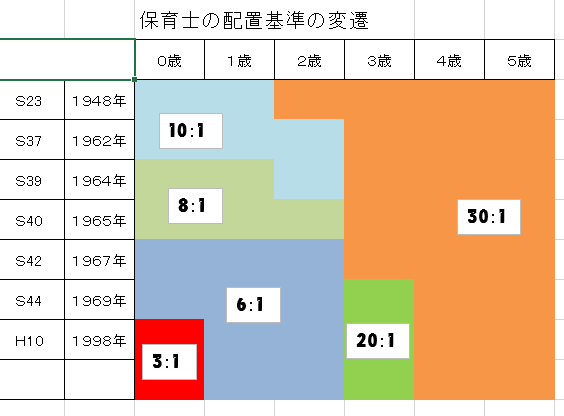 保育士の配置基準の変遷
0歳 1歳 2歳 3歳 4歳 5歳
S23 1948年
S37 1962年
10:1
S39 1964年
S40 1965年
8:1
30:1
S42 1967年
S44 1969年
6:1
H10 1998年
20:1
3:1